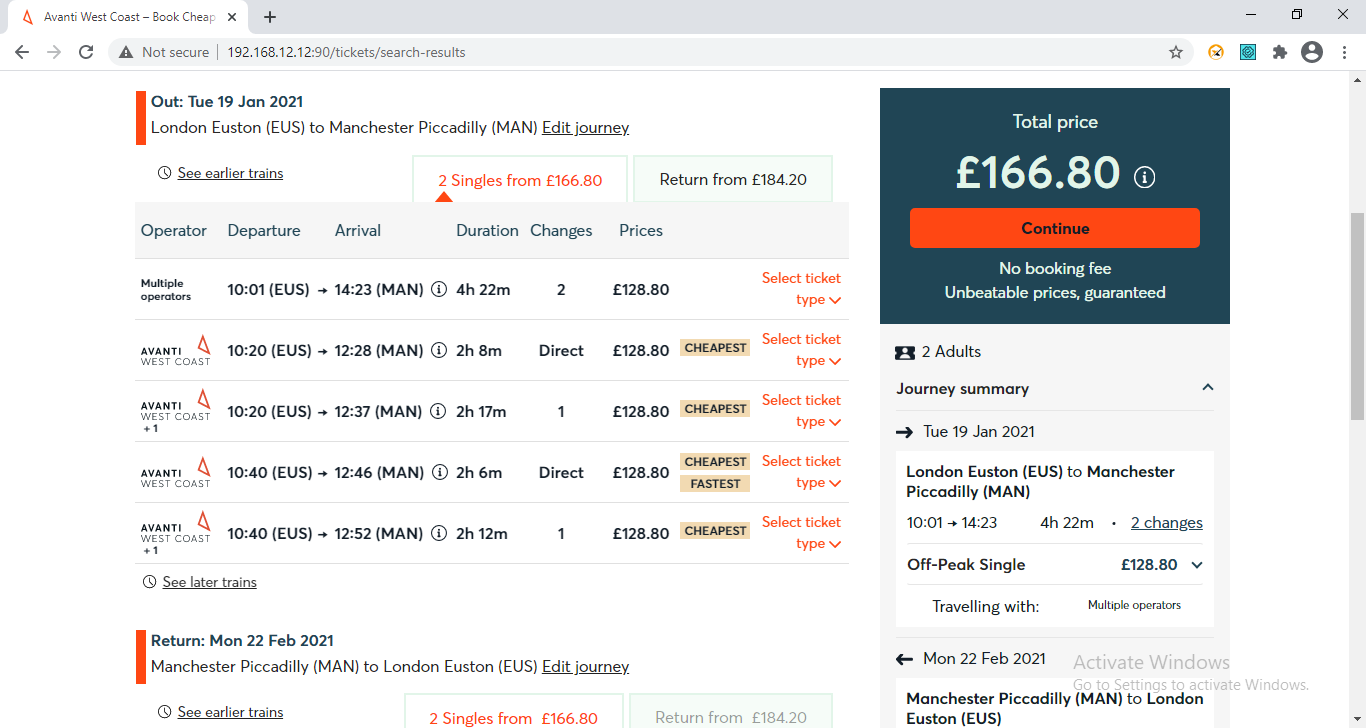 Avanti West Coast – Book Cheap
Not secure
192.168.12.12:90/tickets/search-results
Out: Tue 19 Jan 2021
London Euston (EUS) to Manchester Piccadilly (MAN) Edit journey
See earlier trains
2 Singles from £166.80
Return from £184.20
Operator Departure Arrival Duration Changes Prices
Multiple
operators
10:01 (EUS) → 14:23 (MAN) 4h 22m 2 £128.80
Select ticket
type
AVANTI
WEST COAST
10:20 (EUS) → 12:28 (MAN) 2h 8m Direct £128.80 CHEAPEST
Select ticket
type
AVANTI
WEST COAST
+ 1
10:20 (EUS) → 12:37 (MAN) 2h 17m 1 £128.80 CHEAPEST
Select ticket
type
AVANTI
WEST COAST
10:40 (EUS) → 12:46 (MAN) 2h 6m Direct £128.80 CHEAPEST
FASTEST
Select ticket
type
AVANTI
WEST COAST
+ 1
10:40 (EUS) → 12:52 (MAN) 2h 12m 1 £128.80 CHEAPEST
Select ticket
type
See later trains
Return: Mon 22 Feb 2021
Manchester Piccadilly (MAN) to London Euston (EUS) Edit journey
See earlier trains
2 Singles from £166.80
Return from £184.20
Total price
£166.80
Continue
No booking fee
Unbeatable prices, guaranteed
2 Adults
Journey summary
→ Tue 19 Jan 2021
London Euston (EUS) to Manchester
Piccadilly (MAN)
10:01 → 14:23 4h 22m • 2 changes
Off-Peak Single £128.80
Travelling with: Multiple operators
← Mon 22 Feb 2021
Manchester Piccadilly (MAN) to London
Euston (EUS)
Activate Windows
Go to Settings to activate Windows.